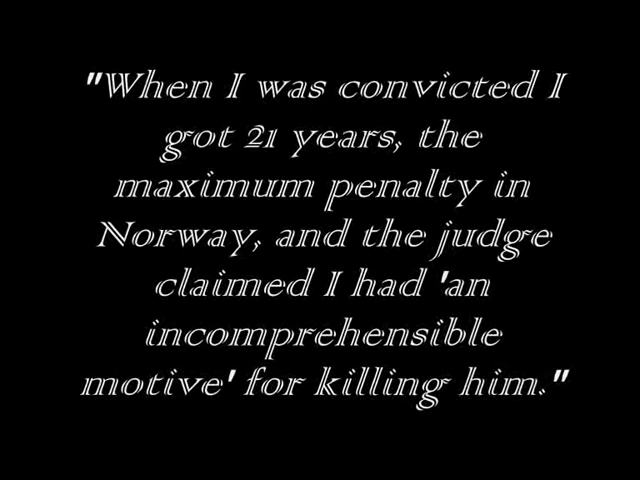 "When I was convicted I
got 21 years, the
maximum penalty in
Norway, and the judge
claimed I had 'an
incomprehensible
motive' for killing him."